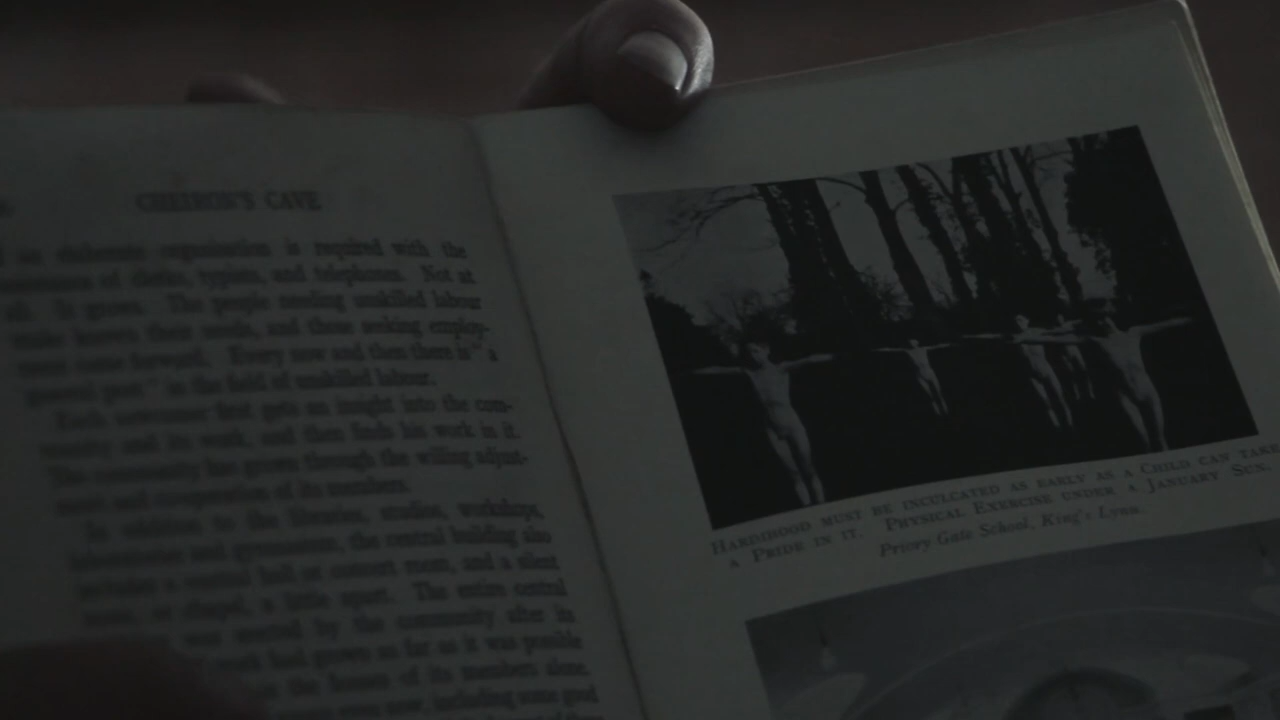 CHEIRON'S CAVE
an elaborate organisation is required with the
of clerks, typists, and telephones. Not at
all. It grows. The people needing unskilled labour
make known their needs, and those seeking employ-
ment come forward. Every now and then there is "a
general post" in the field of unskilled labour.
Each newcomer first gets an insight into the com-
munity and its work, and then finds his work in it.
The community has grown through the willing adjust-
ment and co-operation of its members.
In addition to the libraries, studios, workshops,
laboratories and gymnasium, the central building also
includes a central hall or concert room, and a silent
room, or chapel, a little apart. The entire central
was erected by the community after its
work had grown as far as it was possible
in the houses of its members alone.
even now, including some good
HARDIHOOD MUST BE INCULCATED AS EARLY AS A CHILD CAN TAKE
A PRIDE IN IT. PHYSICAL EXERCISE UNDER A JANUARY SUN.
Priory Gate School, King's Lynn.